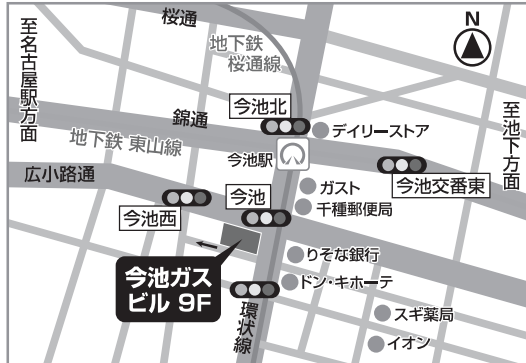 桜通
至名古屋駅方面
地下鉄
桜通線
N
今池北
錦通
デイリーストア
至池下方面
地下鉄 東山線
今池駅
広小路通
今池交番東
ガスト
千種郵便局
今池
今池西
りそな銀行
今池ガス
ビル 9F
ドン・キホーテ
環状線
スギ薬局
イオン